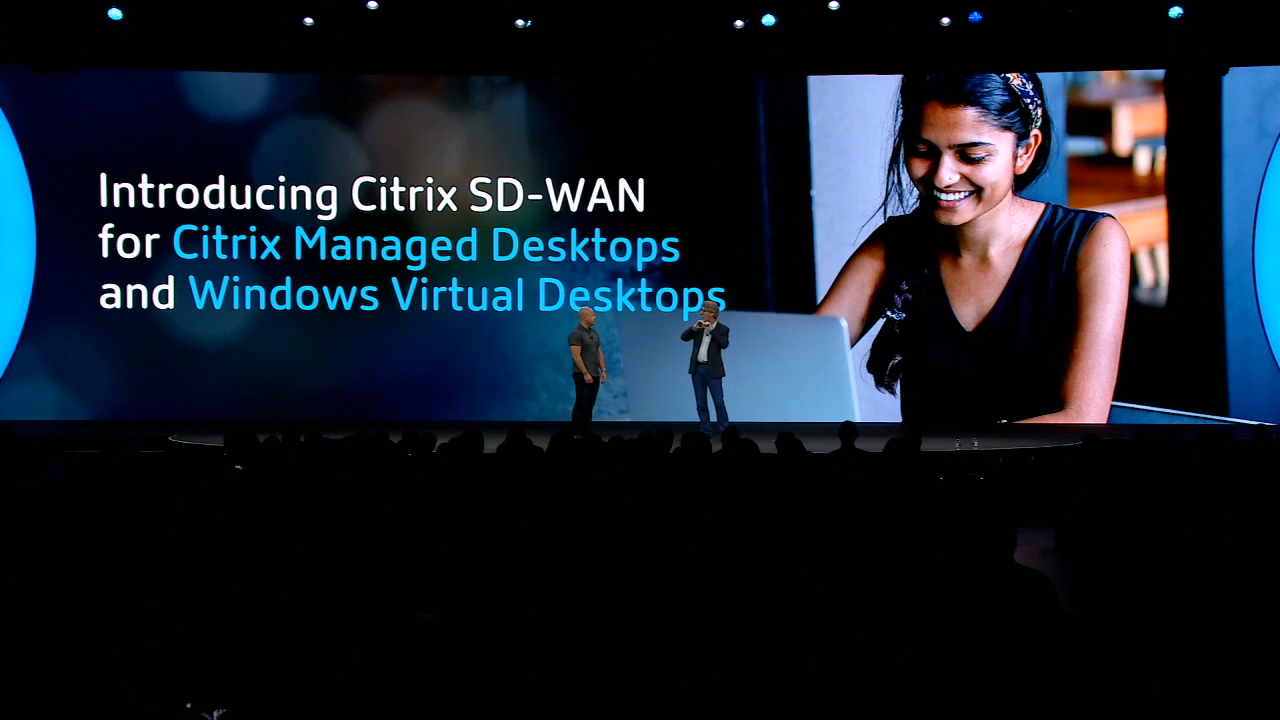 Introducing Citrix SD-WAN
for Citrix Managed Desktops
and Windows Virtual Desktops